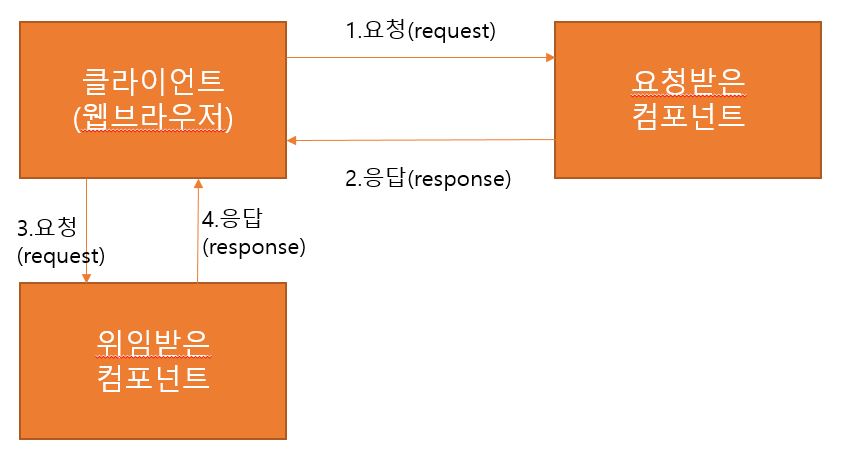 1.요청(request)
클라이언트
(웹브라우저)
요청받은
컴포넌트
2.응답(response)
3.요청
(request)
4.응답
(response)
위임받은
컴포넌트